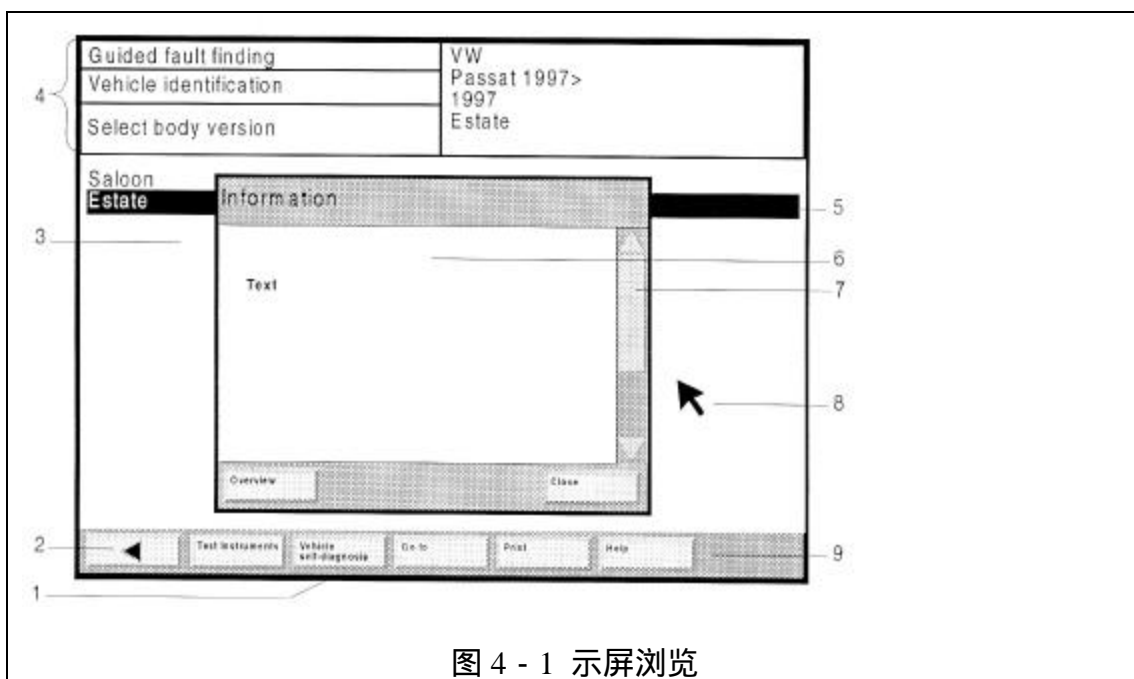 Guided fault finding
Vehicle identification
Select body version
VW
Passat 1997>
1997
Estate
4
Saloon
Estate
5
3
Information
6
7
Text
8
Overview
Close
2
Test instruments
Vehicle
self-diagnosis
Go to
Print
Help
9
1
图 4 - 1 示屏浏览